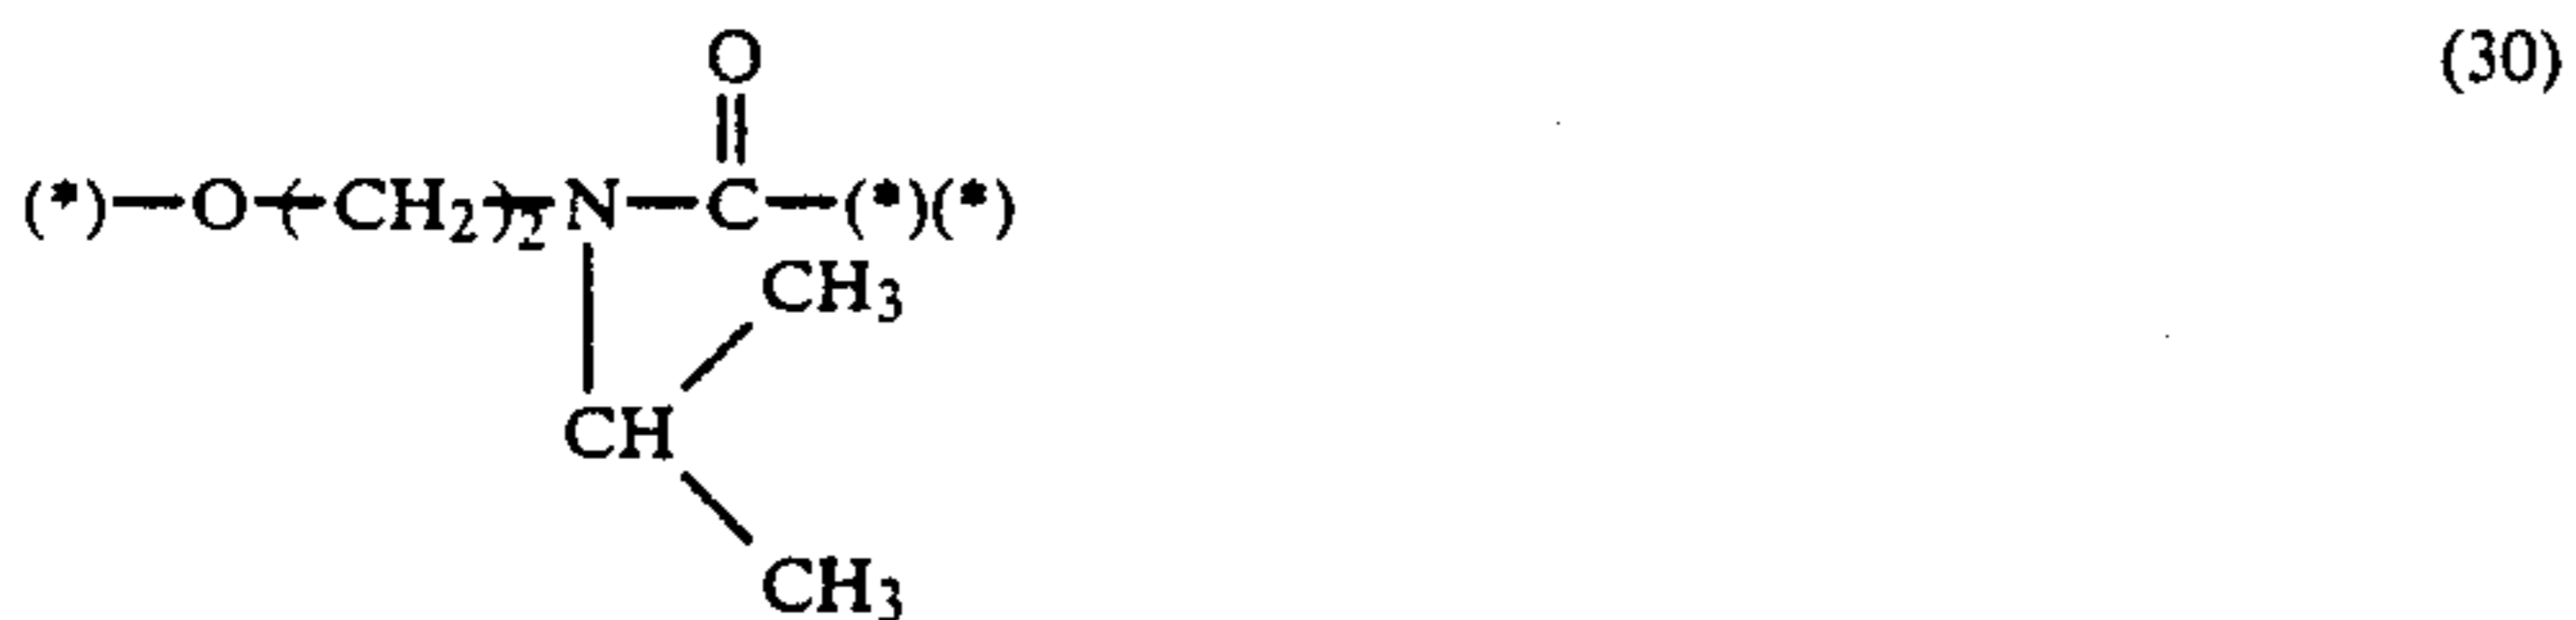 O (30)
(*)—O—(CH₂)₂—N—C—(*)(*)
CH₃
CH
CH₃